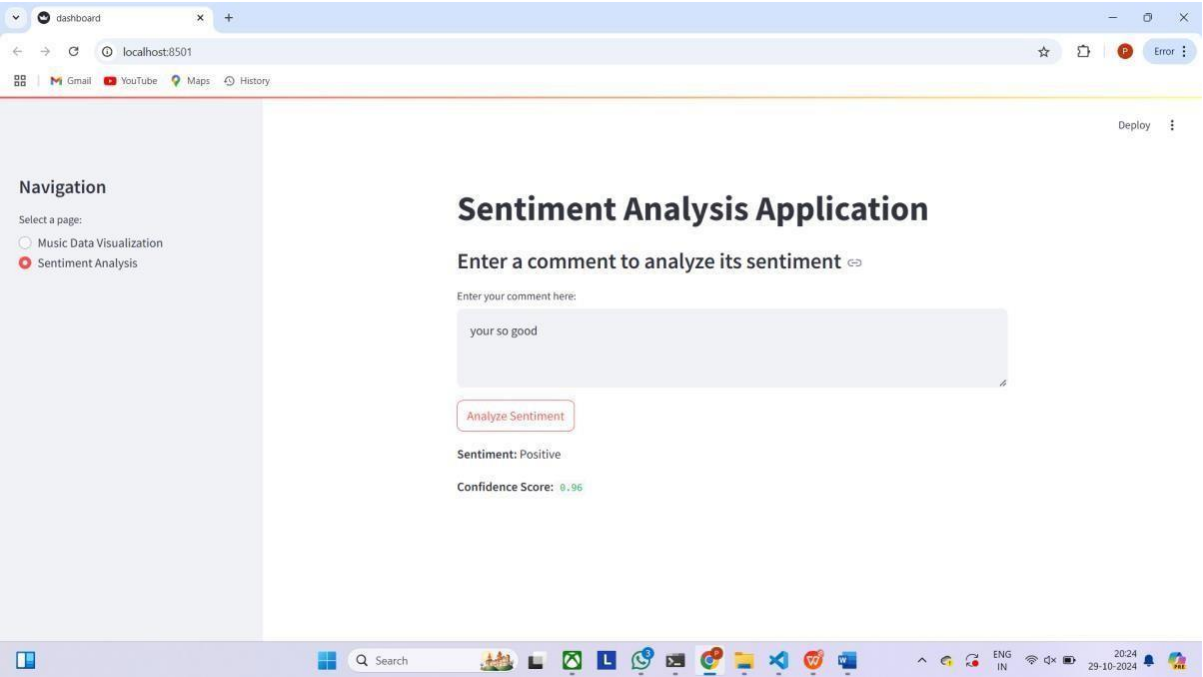 dashboard
localhost:8501
P
Error
Gmail YouTube Maps History
Deploy
Navigation
Select a page:
Music Data Visualization
Sentiment Analysis
Sentiment Analysis Application
Enter a comment to analyze its sentiment
Enter your comment here:
your so good
Analyze Sentiment
Sentiment: Positive
Confidence Score: 0.96
Search
L
3
P
ENG
IN
20:24
29-10-2024
PRE